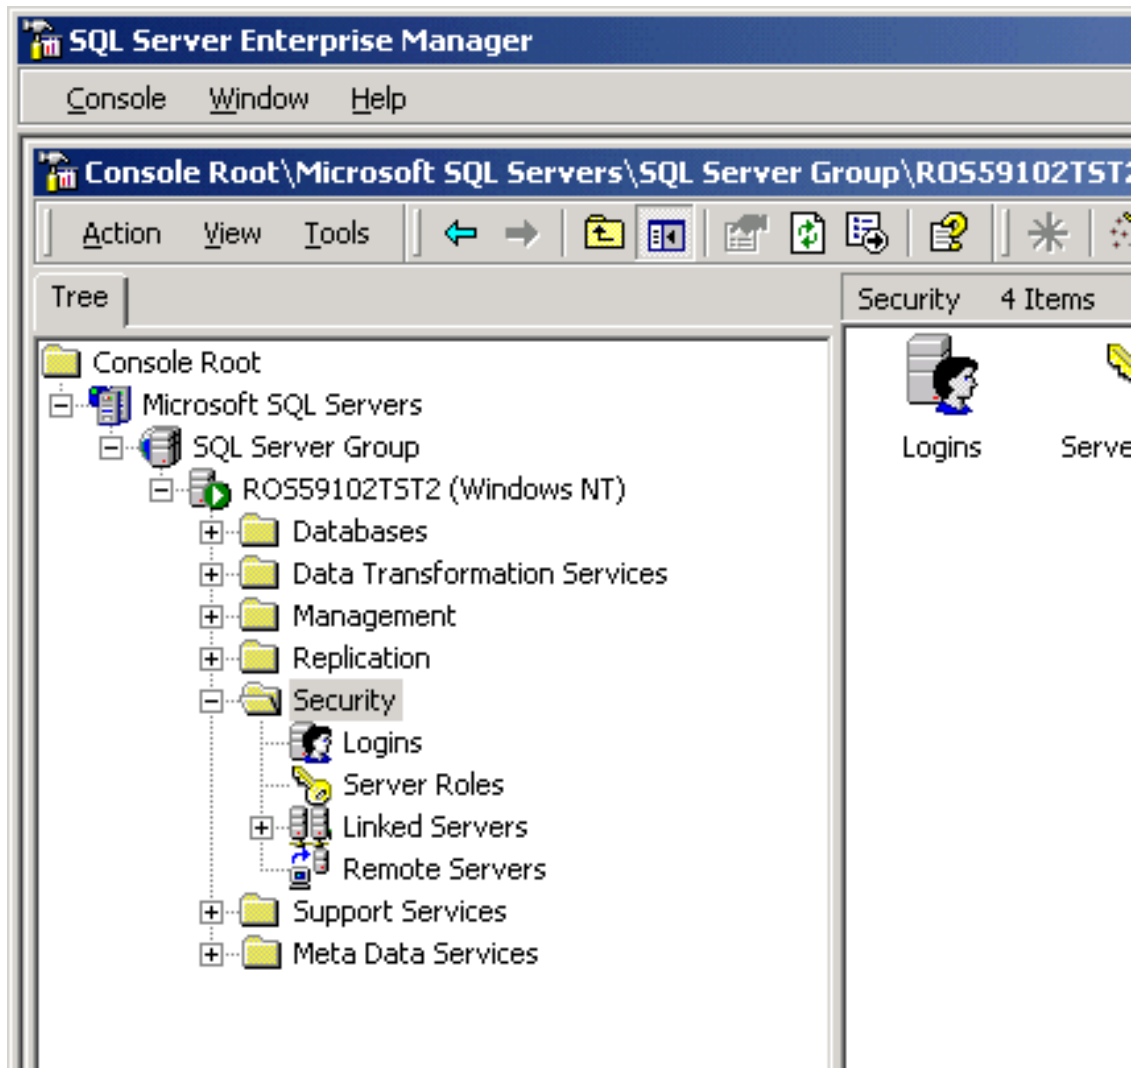 SQL Server Enterprise Manager
Console Window Help
Console Root\Microsoft SQL Servers\SQL Server Group\ROS59102TST2
Action View Tools
Tree
Security 4 Items
Console Root
Microsoft SQL Servers
SQL Server Group
ROS59102TST2 (Windows NT)
Databases
Data Transformation Services
Management
Replication
Security
Logins
Server Roles
Linked Servers
Remote Servers
Support Services
Meta Data Services
Logins